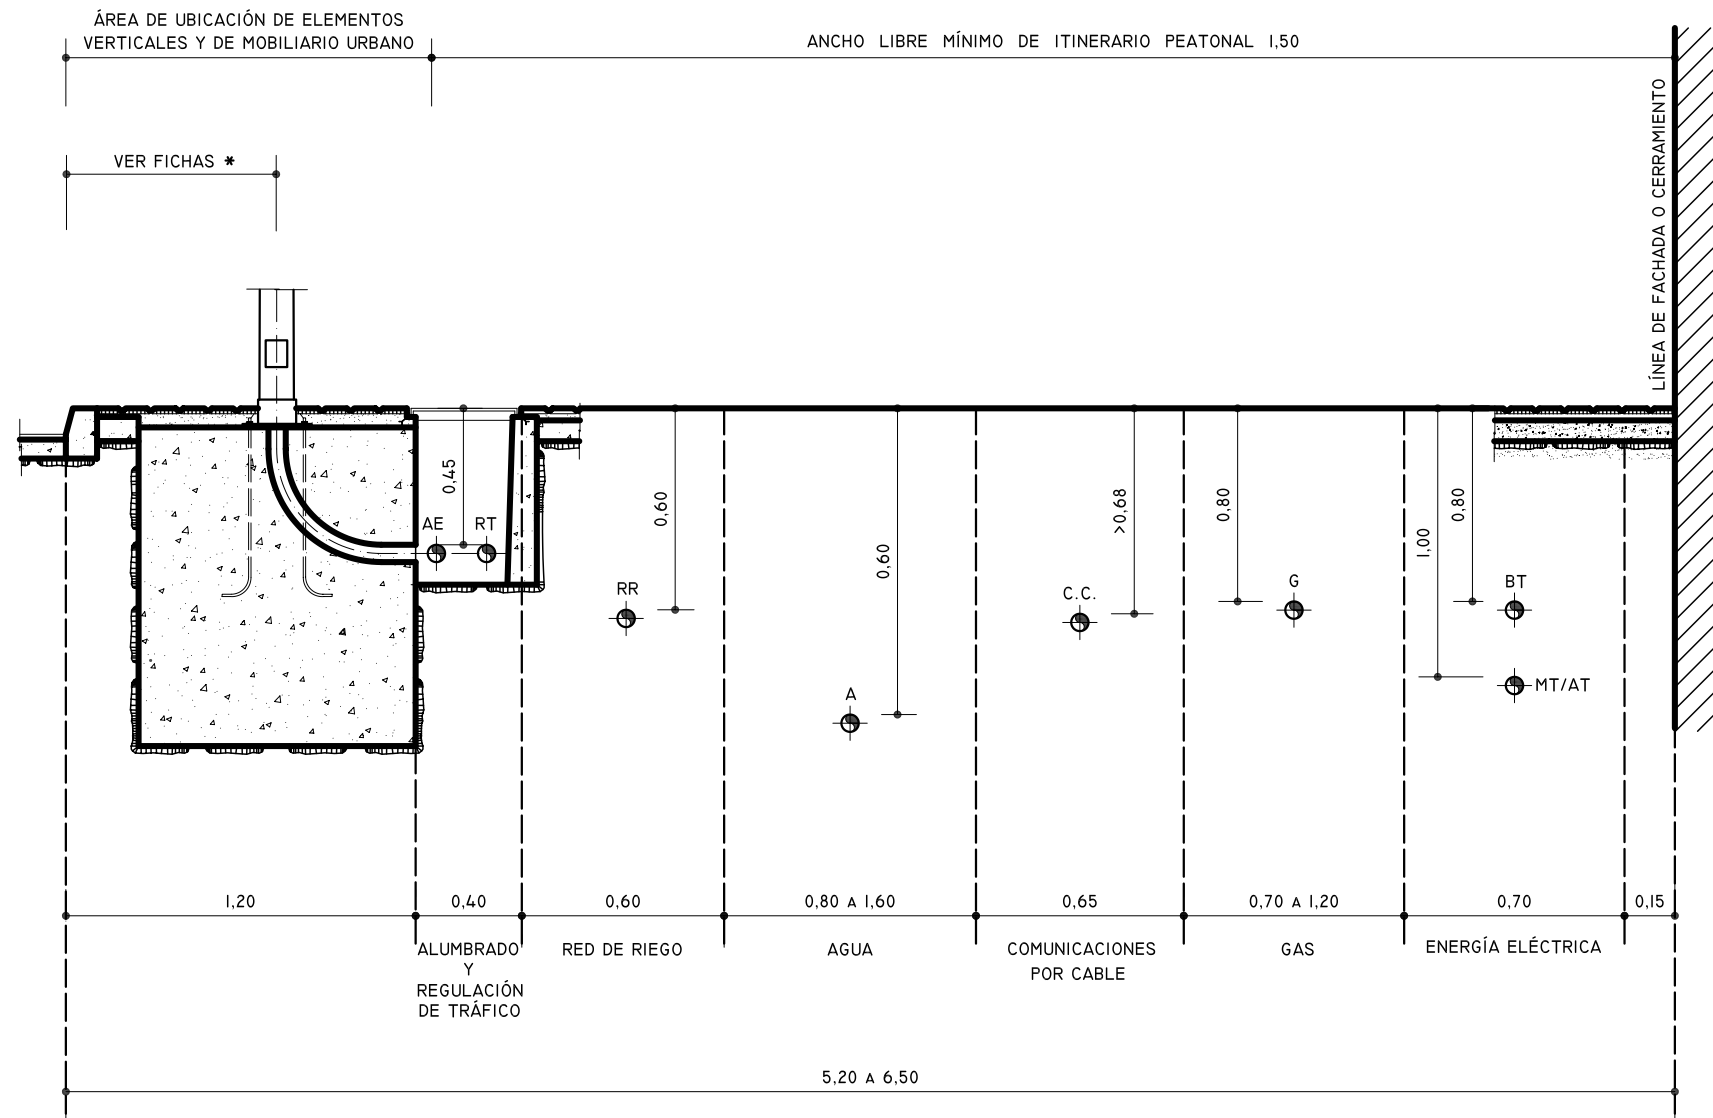 ÁREA DE UBICACIÓN DE ELEMENTOS
VERTICALES Y DE MOBILIARIO URBANO
ANCHO LIBRE MÍNIMO DE ITINERARIO PEATONAL 1,50
VER FICHAS *
LÍNEA DE FACHADA O CERRAMIENTO
0,45
AE
RT
0,60
RR
0,60
A
>0,68
C.C.
0,80
G
1,00
0,80
BT
MT/AT
1,20
0,40
0,60
0,80 A 1,60
0,65
0,70 A 1,20
0,70
0,15
ALUMBRADO
Y
REGULACIÓN
DE TRÁFICO
RED DE RIEGO
AGUA
COMUNICACIONES
POR CABLE
GAS
ENERGÍA ELÉCTRICA
5,20 A 6,50